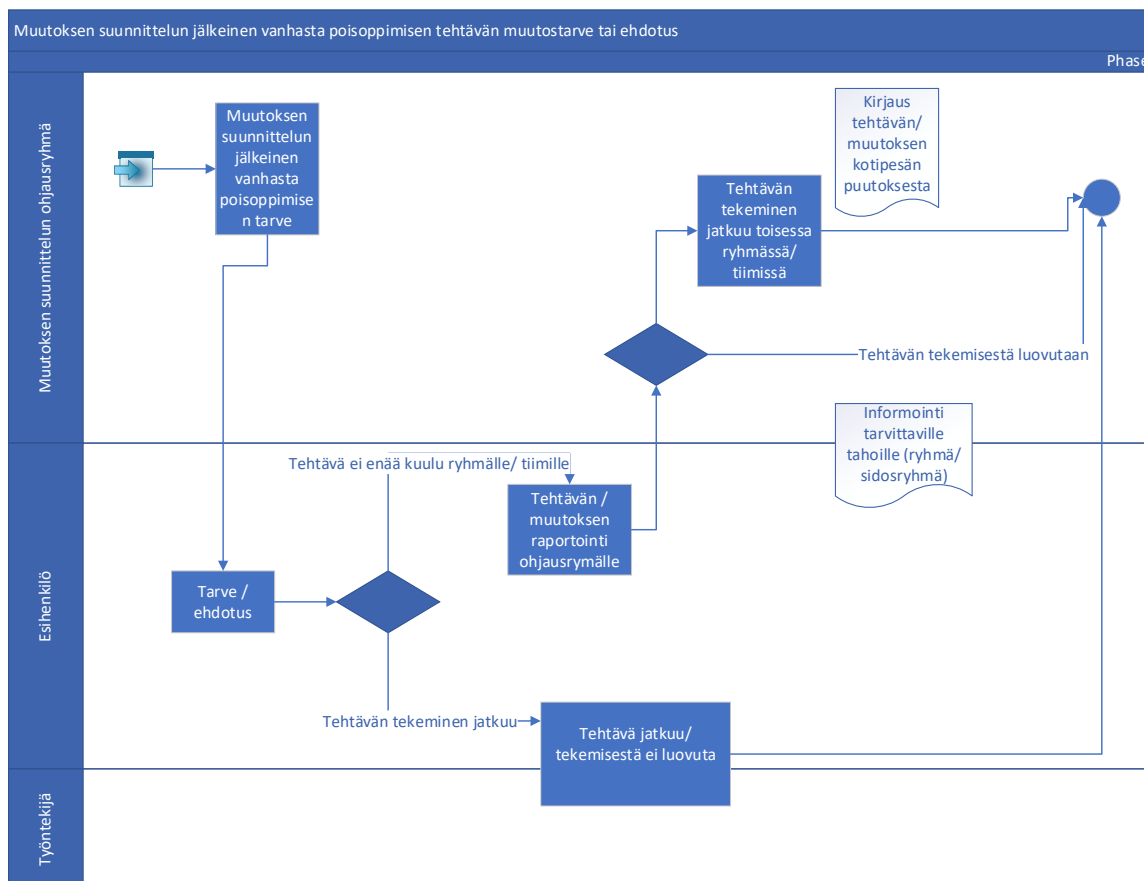 Muutoksen suunnittelun jälkeinen vanhasta poisoppimisen tehtävän muutostarve tai ehdotus
Phase
Muutoksen suunnittelun ohjausryhmä
Muutoksen
suunnittelun
jälkeinen
vanhasta
poisoppimise
n tarve
Kirjaus
tehtävän/
muutoksen
kotipesän
puutoksesta
Tehtävän
tekeminen
jatkuu toisessa
ryhmässä/
tiimissä
Tehtävän tekemisestä luovutaan
Informointi
tarvittaville
tahoille (ryhmä/
sidosryhmä)
Esihenkilö
Tehtävä ei enää kuulu ryhmälle/ tiimille
Tehtävän /
muutoksen
raportointi
ohjausrymälle
Tarve /
ehdotus
Tehtävän tekeminen jatkuu
Tehtävä jatkuu/
tekemisestä ei luovuta
Työntekijä